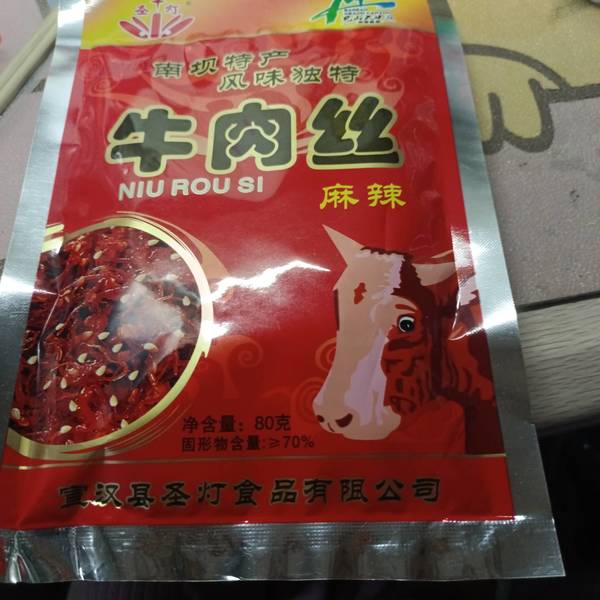 圣灯
南坝特产
风味独特
牛肉丝
NIU ROU SI
麻辣
净含量：80克
固形物含量:≥70%
宣汉县圣灯食品有限公司